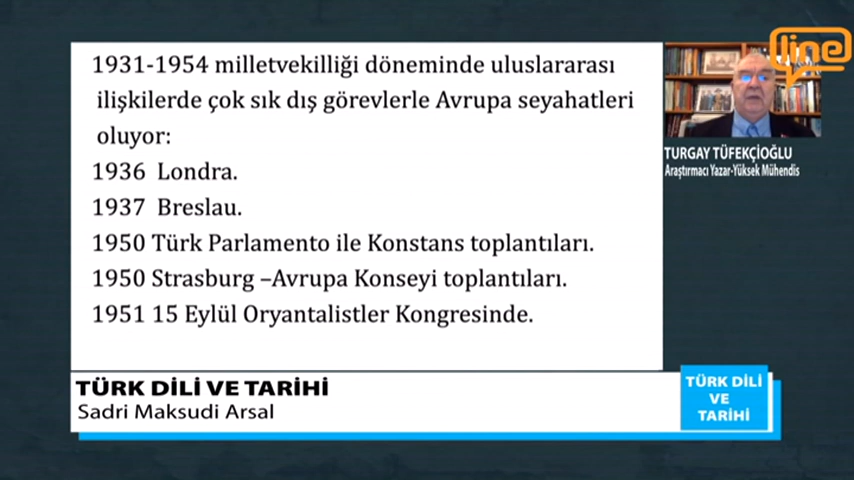 1931-1954 milletvekilliği döneminde uluslararası
ilişkilerde çok sık dış görevlerle Avrupa seyahatleri
oluyor:
1936 Londra.
1937 Breslau.
1950 Türk Parlamento ile Konstans toplantıları.
1950 Strasburg –Avrupa Konseyi toplantıları.
1951 15 Eylül Oryantalistler Kongresinde.
line
TURGAY TÜFEKÇİOĞLU
Araştırmacı Yazar-Yüksek Mühendis
TÜRK DİLİ VE TARİHİ
Sadri Maksudi Arsal
TÜRK DİLİ
VE
TARİHİ